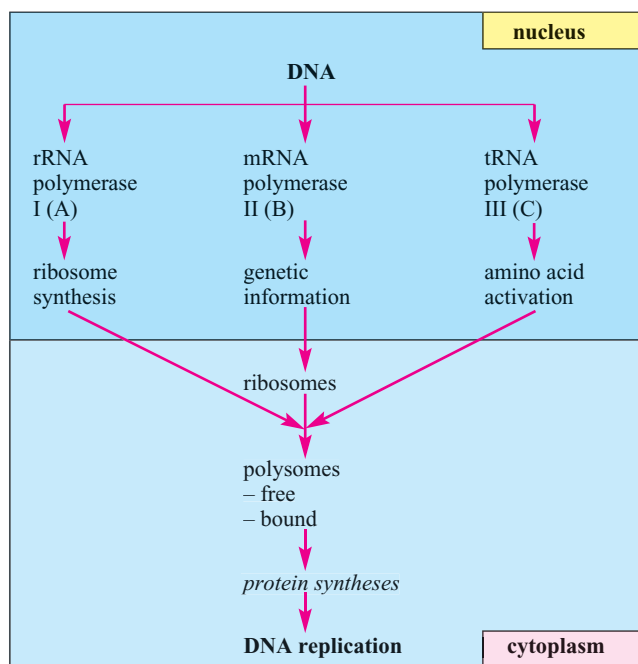 nucleus
DNA
rRNA
polymerase
I (A)
mRNA
polymerase
II (B)
tRNA
polymerase
III (C)
ribosome
synthesis
genetic
information
amino acid
activation
ribosomes
polysomes
– free
– bound
protein syntheses
DNA replication
cytoplasm